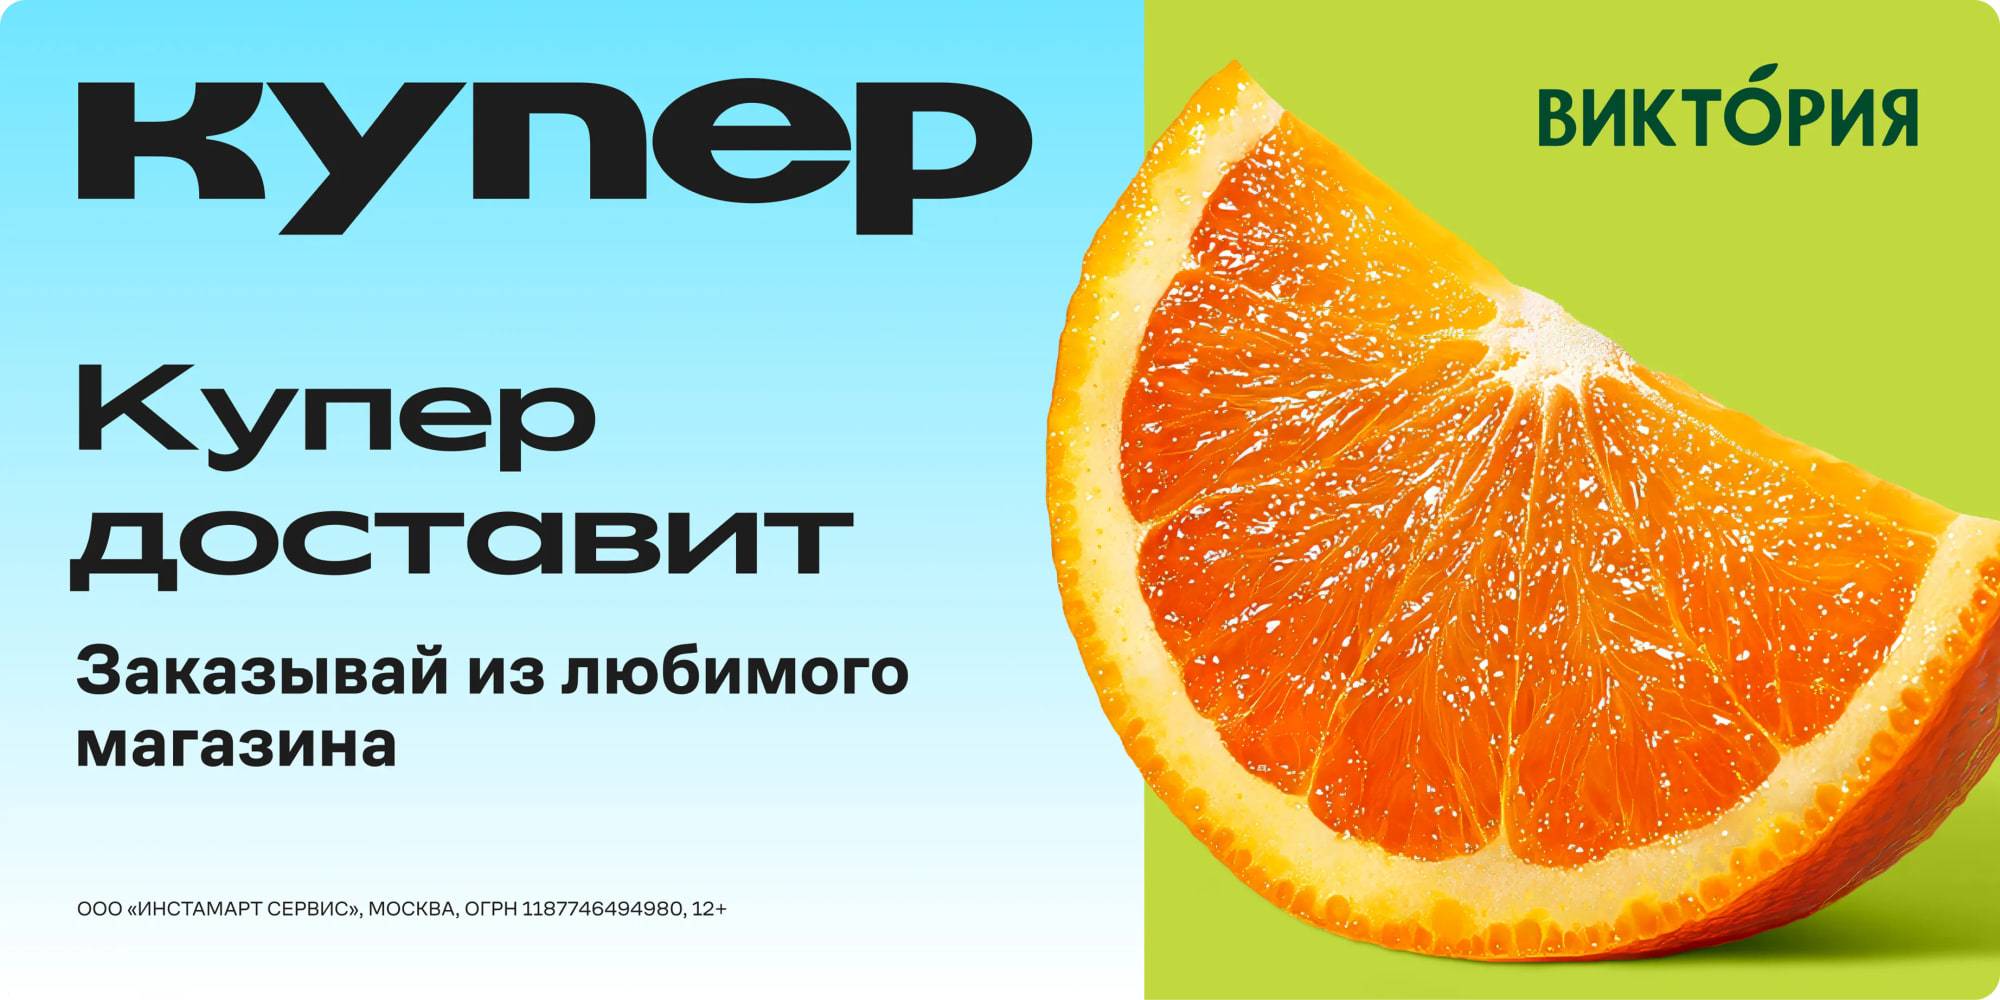 купер
Купер
доставит
Заказывай из любимого
магазина
ООО «ИНСТАМАРТ СЕРВИС», МОСКВА, ОГРН 1187746494980, 12+
ВИКТОРИЯ